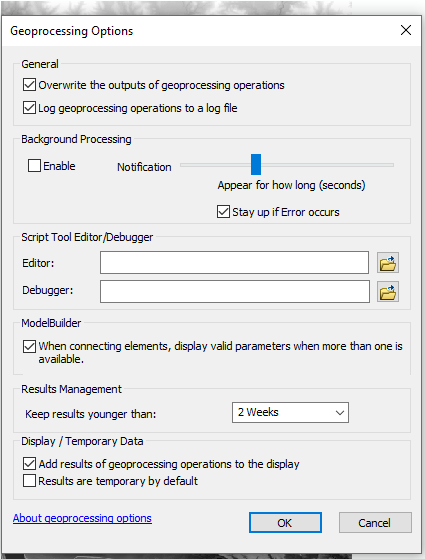 Geoprocessing Options
General
Overwrite the outputs of geoprocessing operations
Log geoprocessing operations to a log file
Background Processing
Enable
Notification
Appear for how long (seconds)
Stay up if Error occurs
Script Tool Editor/Debugger
Editor:
Debugger:
ModelBuilder
When connecting elements, display valid parameters when more than one is
available.
Results Management
Keep results younger than:
2 Weeks
Display / Temporary Data
Add results of geoprocessing operations to the display
Results are temporary by default
About geoprocessing options
OK
Cancel